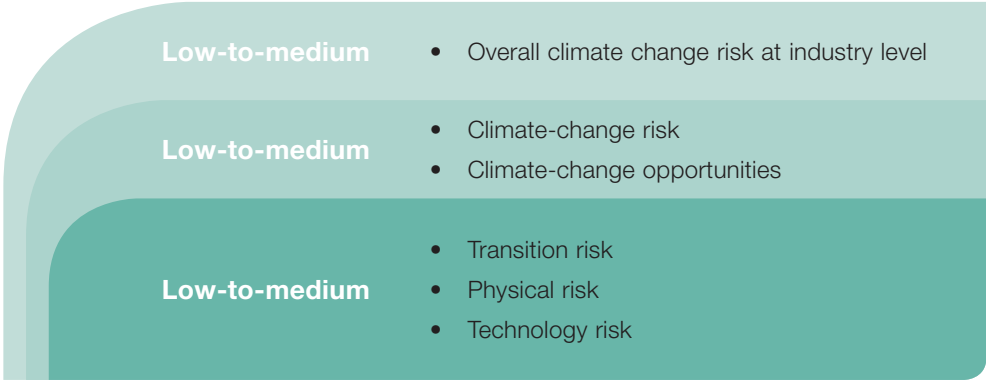 Low-to-medium • Overall climate change risk at industry level
Low-to-medium
• Climate-change risk
• Climate-change opportunities
Low-to-medium
• Transition risk
• Physical risk
• Technology risk